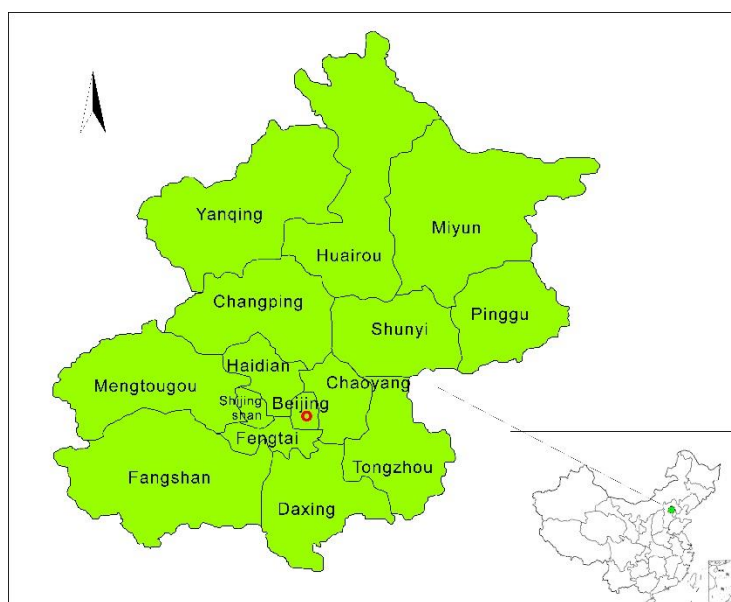 Yanqing
Miyun
Huairou
Changping
Pinggu
Shunyi
Haidian
Mengtougou
Chaoyang
Shijing
shan
Beijing
Fengtai
Tongzhou
Fangshan
Daxing